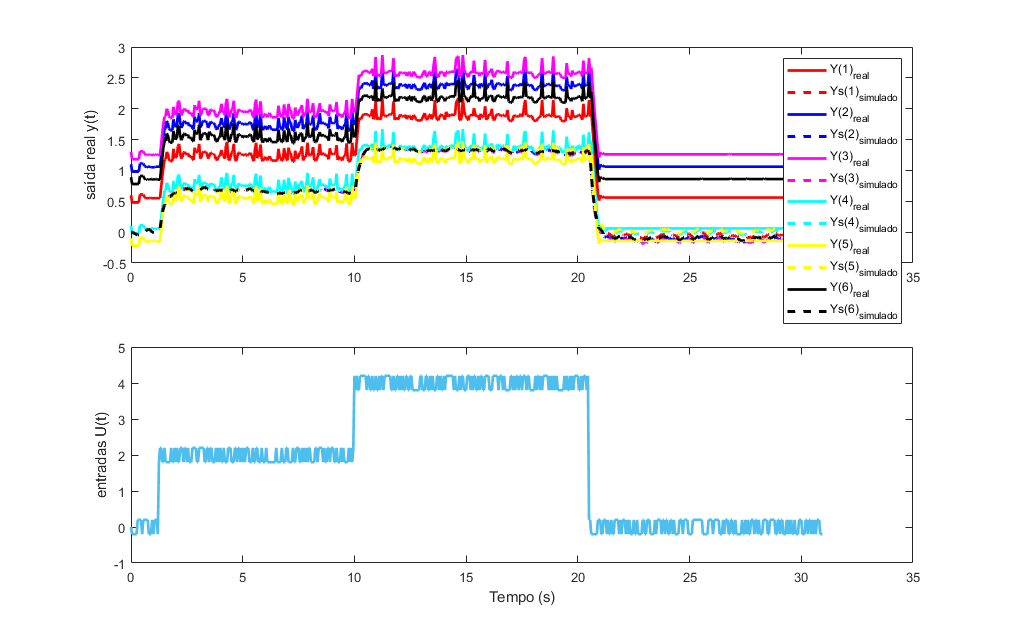 saída real y(t)
3
2.5
2
1.5
1
0.5
0
-0.5
0 5 10 15 20 25 30 35
Y(1)real
Ys(1)simulado
Y(2)real
Ys(2)simulado
Y(3)real
Ys(3)simulado
Y(4)real
Ys(4)simulado
Y(5)real
Ys(5)simulado
Y(6)real
Ys(6)simulado
entradas U(t)
5
4
3
2
1
0
-1
0 5 10 15 20 25 30 35
Tempo (s)